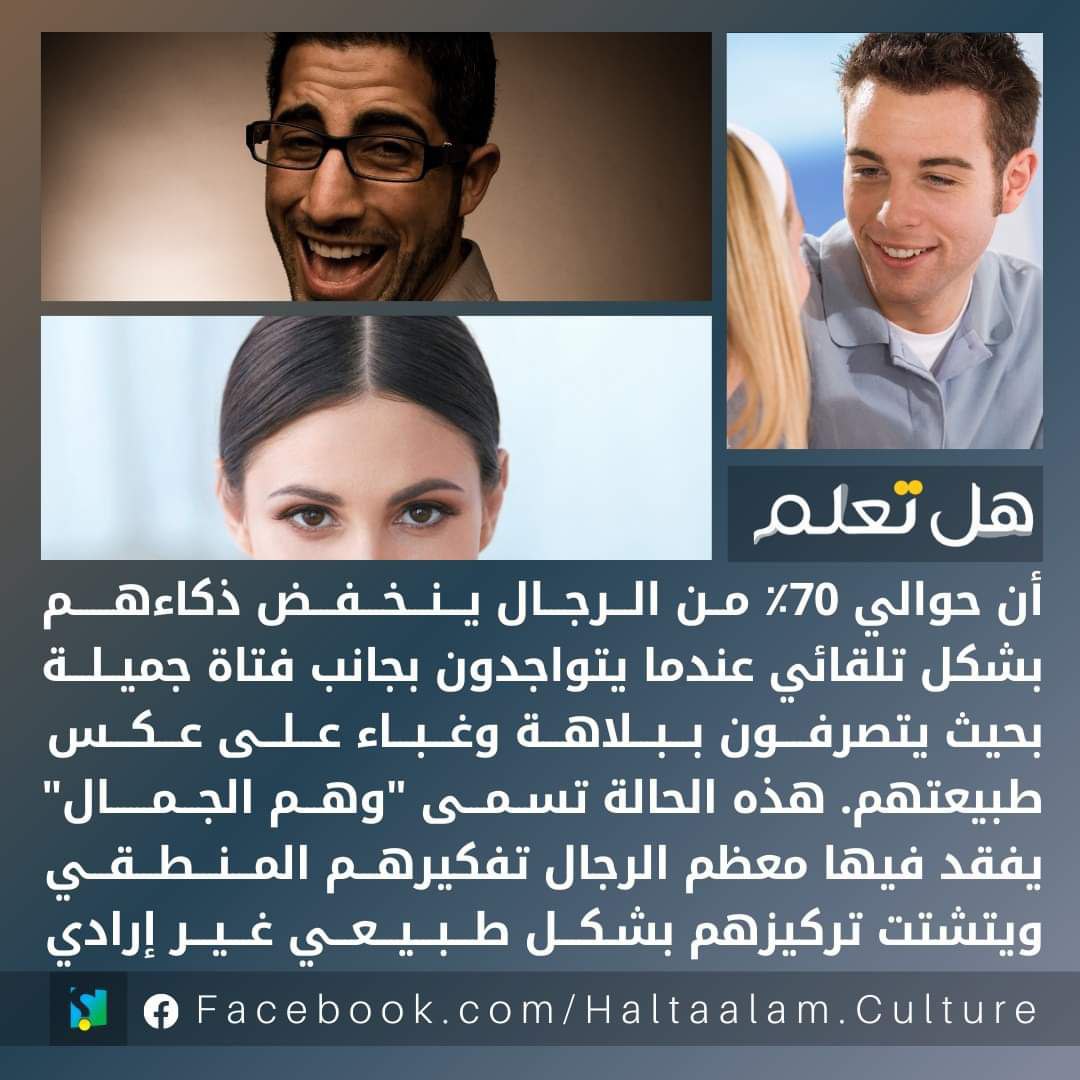 هل تعلم
أن حوالي 70٪ من الرجال ينخفض ذكاءهم
بشكل تلقائي عندما يتواجدون بجانب فتاة جميلة
بحيث يتصرفون ببلاهة وغباء على عكس
طبيعتهم. هذه الحالة تسمى "وهم الجمال"
يفقد فيها معظم الرجال تفكيرهم المنطقي
ويتشتت تركيزهم بشكل طبيعي غير إرادي
Facebook.com/Haltaalam.Culture